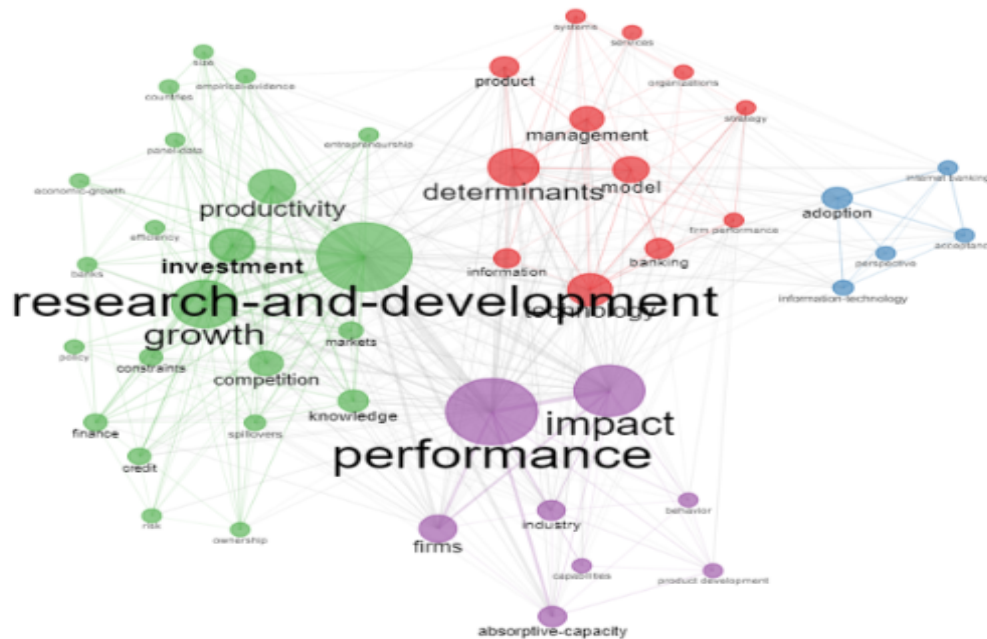 systems
services
size
product
organizations
empirical-evidence
countries
strategy
management
entrepreneurship
panel-data
internet banking
economic-growth
determinants
model
productivity
adoption
firm performance
efficiency
acceptance
investment
banking
perspective
banks
information
research-and-development
information-technology
technology
growth
markets
policy
constraints
competition
knowledge
impact
finance
spillovers
performance
credit
behavior
risk
industry
ownership
firms
capabilities
product development
absorptive-capacity